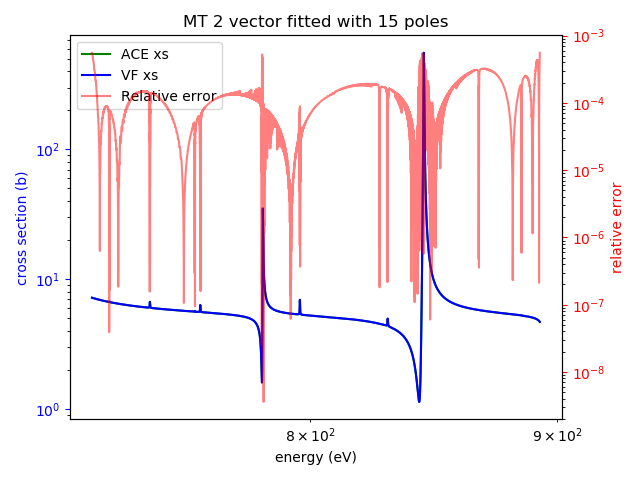 MT 2 vector fitted with 15 poles
ACE xs
VF xs
Relative error
cross section (b)
10²
10¹
10⁰
10⁻³
10⁻⁴
10⁻⁵
10⁻⁶
10⁻⁷
10⁻⁸
relative error
8 × 10²
9 × 10²
energy (eV)